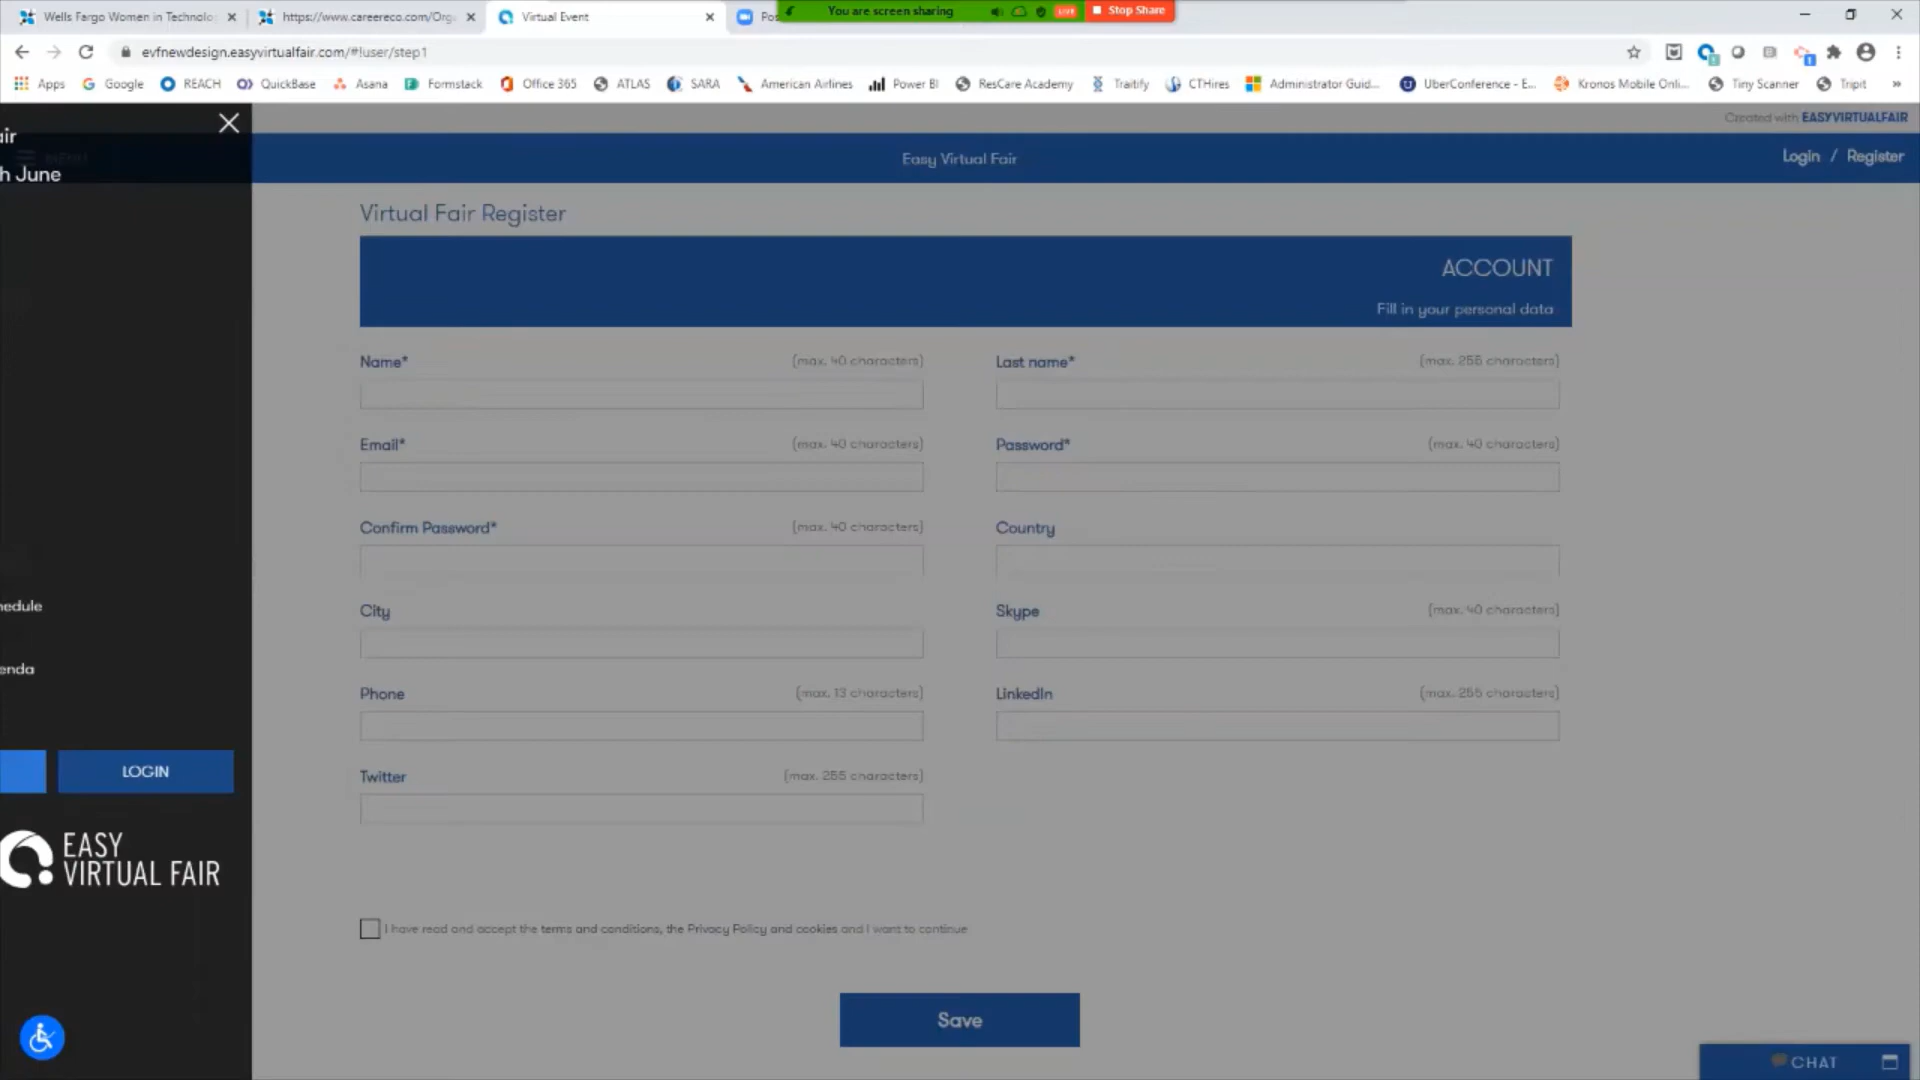 Wells Fargo Women in Technolo
https://www.careereco.com/Org
Virtual Event
You are screen sharing
LIVE
Stop Share
evfnewdesign.easyvirtualfair.com/#!user/step1
Apps Google REACH QuickBase Asana Formstack Office 365 ATLAS SARA American Airlines Power BI ResCare Academy Traitify CTHires Administrator Guid... UberConference - E... Kronos Mobile Onli... Tiny Scanner Tripit »
Created with EASYVIRTUALFAIR
air
h June
Easy Virtual Fair
Login / Register
Virtual Fair Register
ACCOUNT
Fill in your personal data
Name* (max. 40 characters)
Last name* (max. 255 characters)
Email* (max. 40 characters)
Password* (max. 40 characters)
Confirm Password* (max. 40 characters)
Country
City
Skype (max. 40 characters)
Phone (max. 13 characters)
LinkedIn (max. 255 characters)
Twitter (max. 255 characters)
hedule
enda
LOGIN
EASY
VIRTUAL FAIR
I have read and accept the terms and conditions, the Privacy Policy and cookies and I want to continue
Save
CHAT